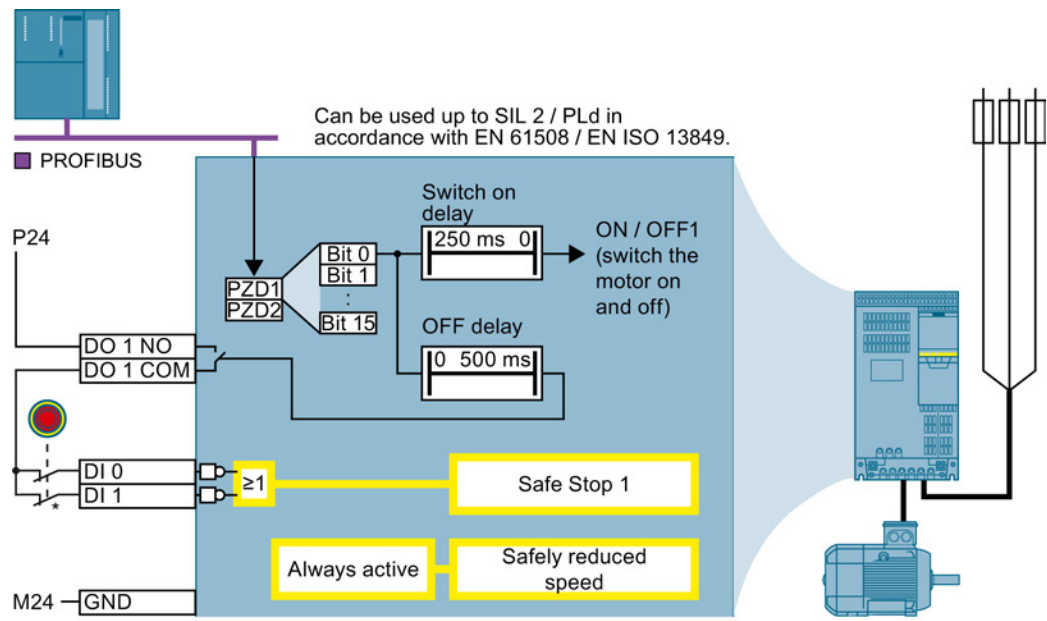 Can be used up to SIL 2 / PLd in
accordance with EN 61508 / EN ISO 13849.
PROFIBUS
Switch on
delay
250 ms 0
ON / OFF1
(switch the
motor on
and off)
P24
Bit 0
Bit 1
:
Bit 15
PZD1
PZD2
OFF delay
0 500 ms
DO 1 NO
DO 1 COM
DI 0
DI 1
*
≥1
Safe Stop 1
Always active
Safely reduced
speed
M24
GND